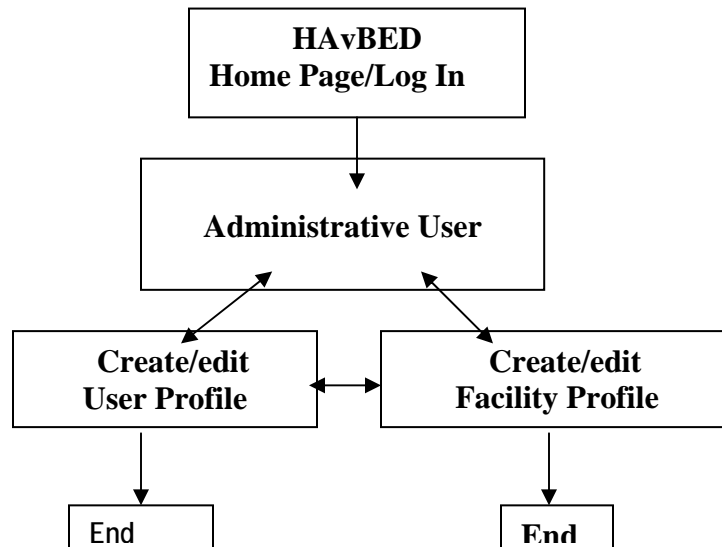 HAvBED
Home Page/Log In
Administrative User
Create/edit
User Profile
Create/edit
Facility Profile
End
End